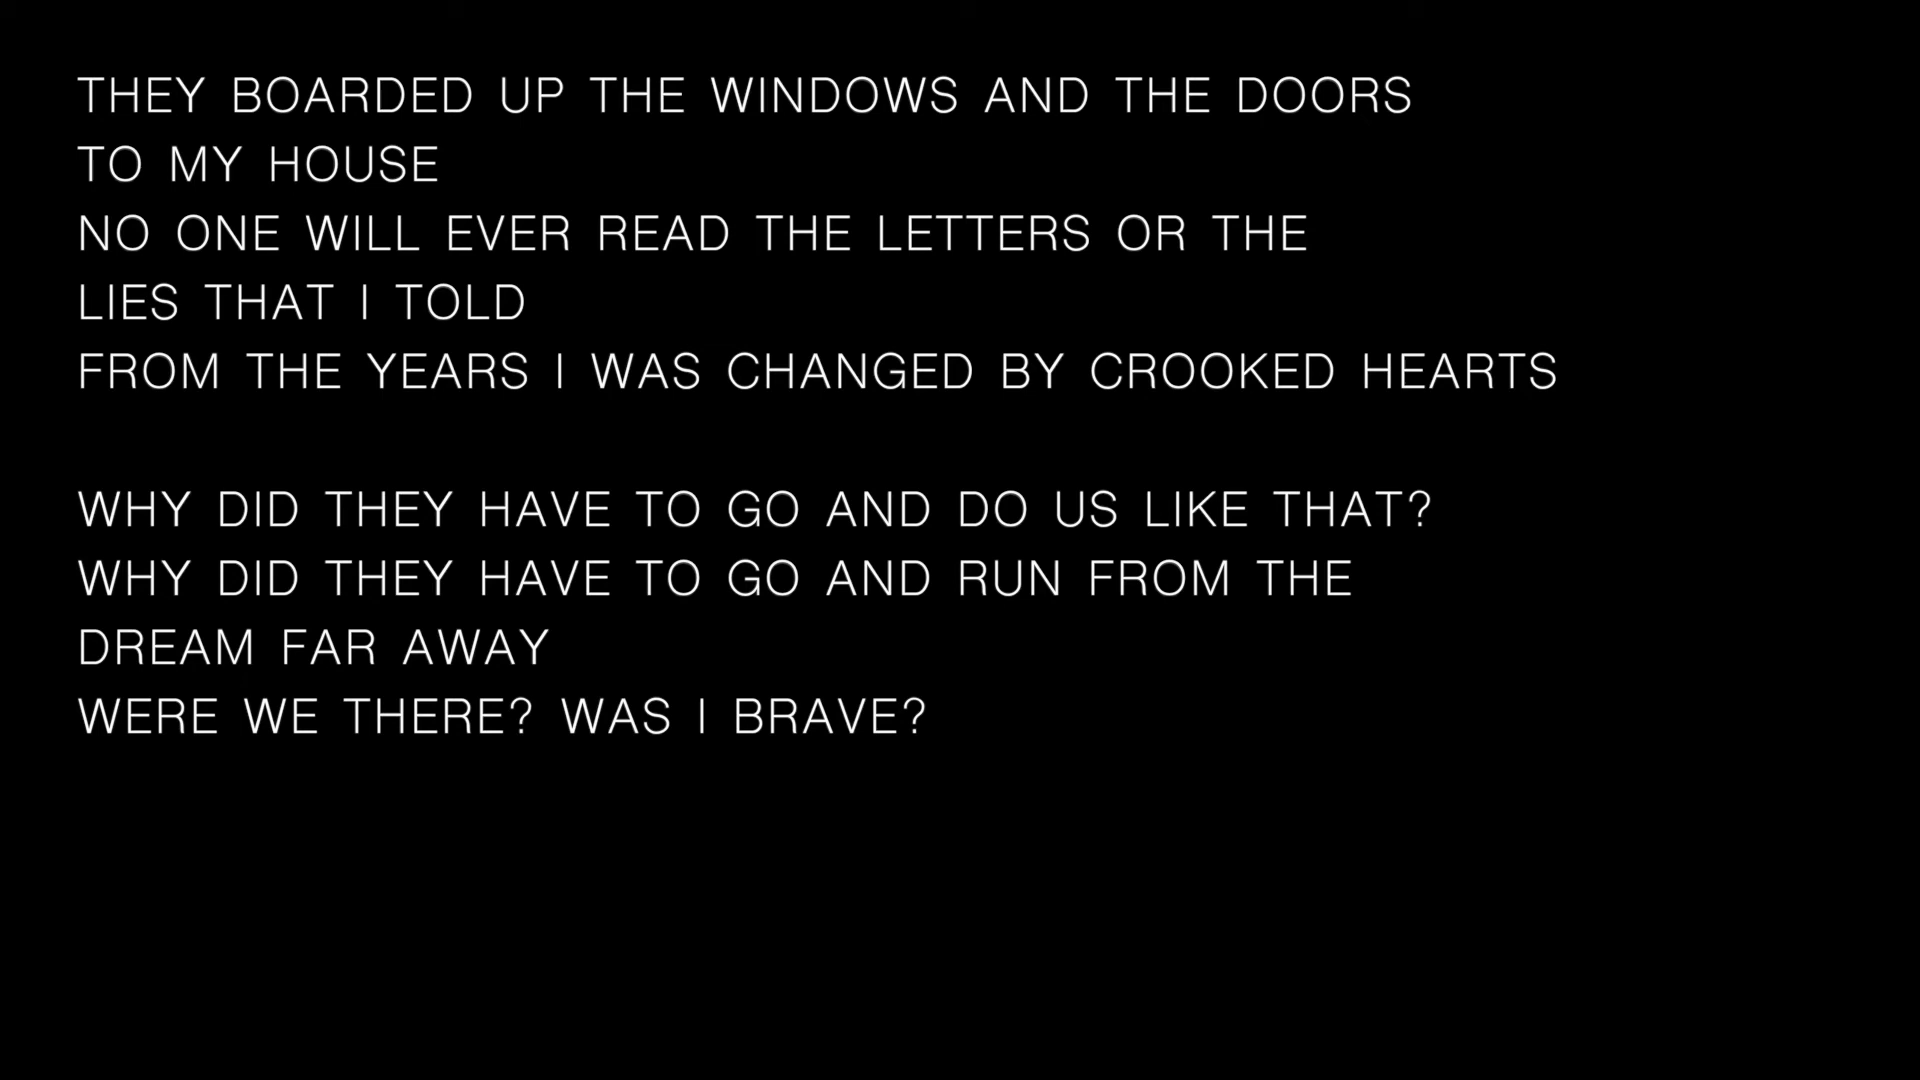 THEY BOARDED UP THE WINDOWS AND THE DOORS
TO MY HOUSE
NO ONE WILL EVER READ THE LETTERS OR THE
LIES THAT I TOLD
FROM THE YEARS I WAS CHANGED BY CROOKED HEARTS

WHY DID THEY HAVE TO GO AND DO US LIKE THAT?
WHY DID THEY HAVE TO GO AND RUN FROM THE
DREAM FAR AWAY
WERE WE THERE? WAS I BRAVE?